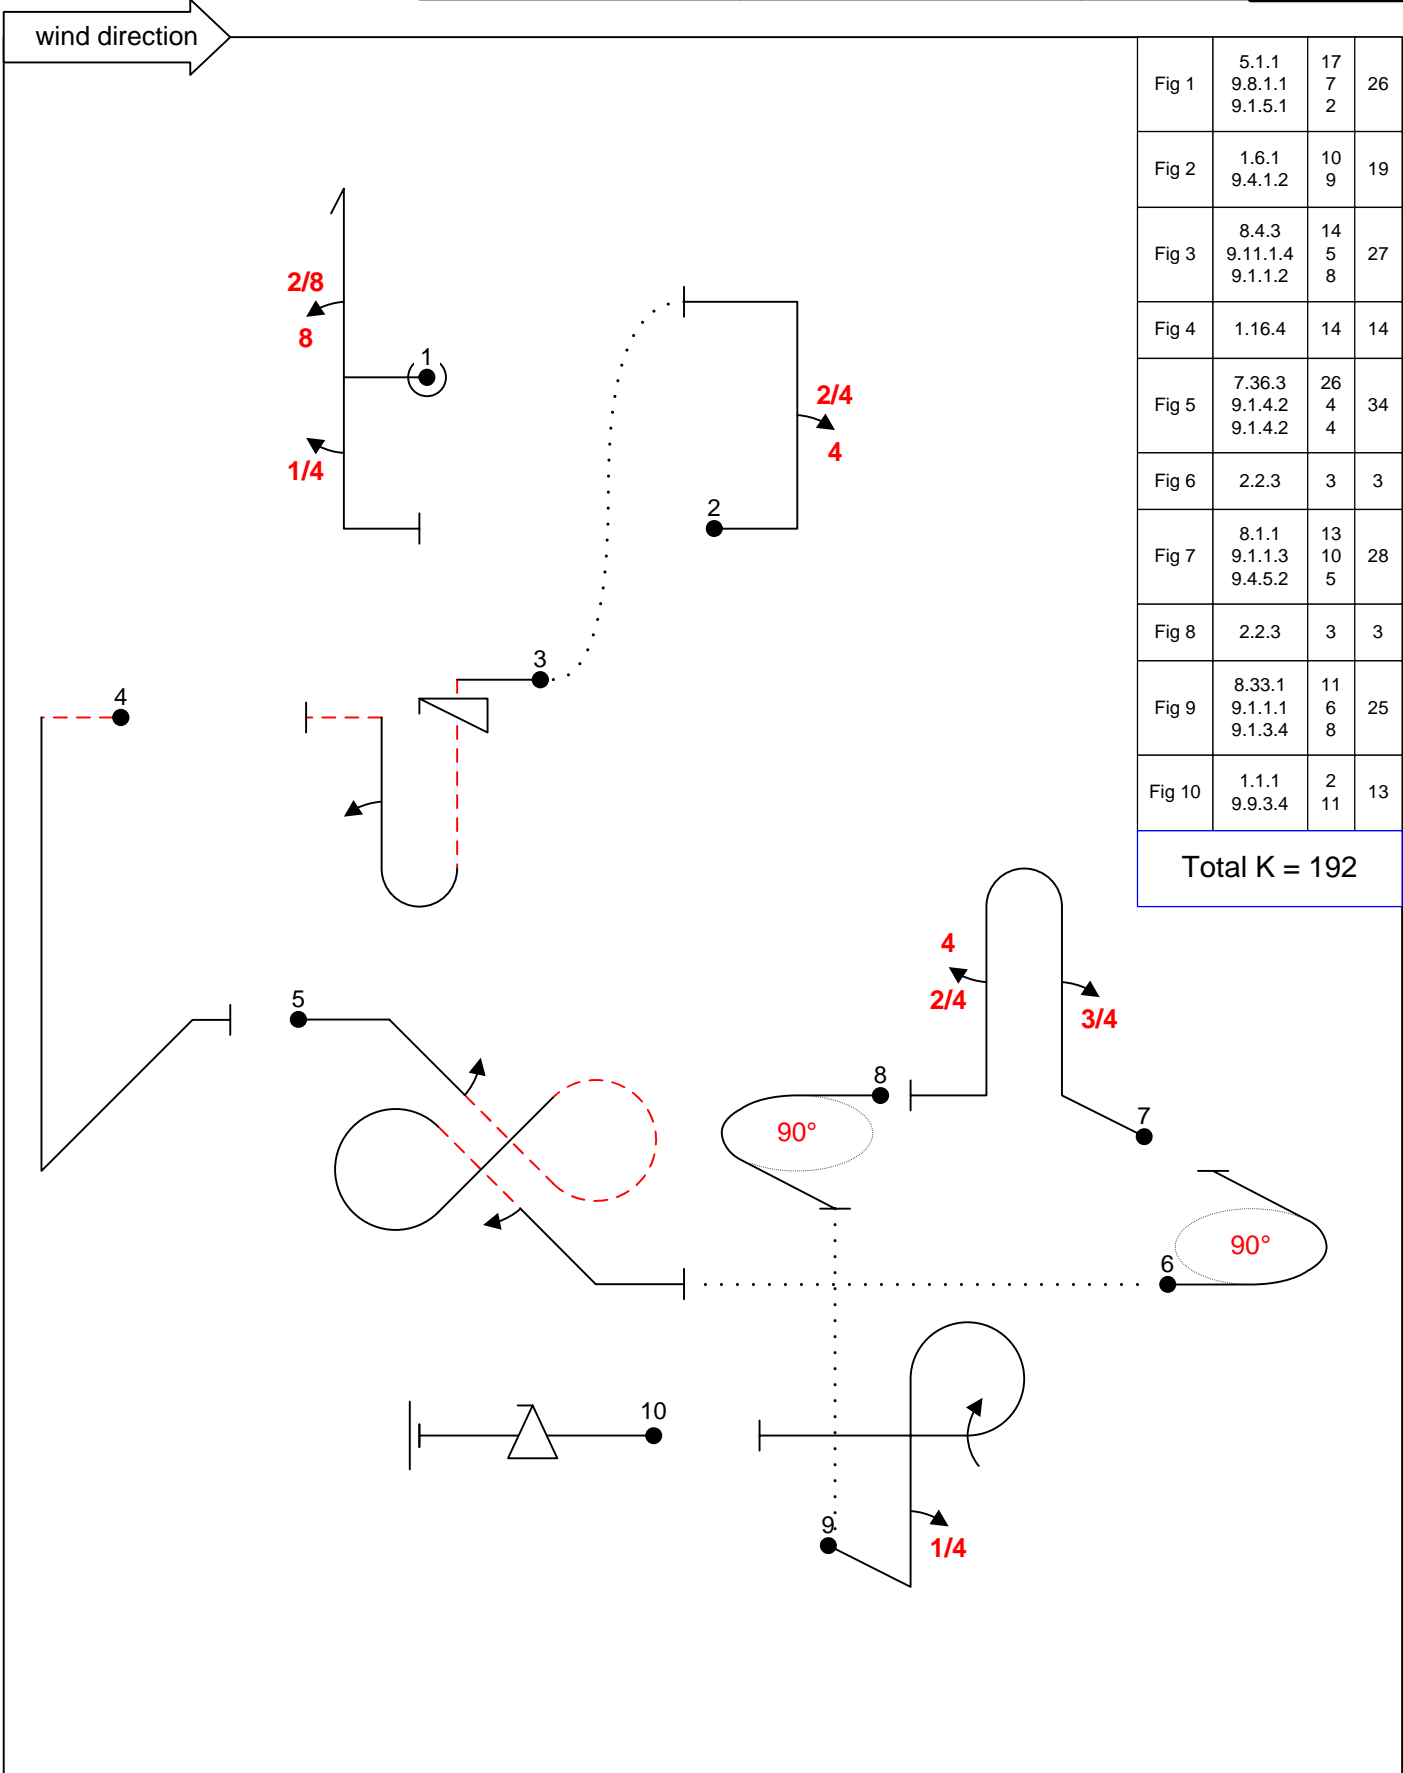 wind direction
Fig 1 5.1.1 17 26
9.8.1.1 7
9.1.5.1 2
Fig 2 1.6.1 10 19
9.4.1.2 9
Fig 3 8.4.3 14 27
9.11.1.4 5
9.1.1.2 8
Fig 4 1.16.4 14 14
Fig 5 7.36.3 26 34
9.1.4.2 4
9.1.4.2 4
Fig 6 2.2.3 3 3
Fig 7 8.1.1 13 28
9.1.1.3 10
9.4.5.2 5
Fig 8 2.2.3 3 3
Fig 9 8.33.1 11 25
9.1.1.1 6
9.1.3.4 8
Fig 10 1.1.1 2 13
9.9.3.4 11
Total K = 192
2/8
8
1
1/4
2/4
4
2
3
4
5
4
2/4
3/4
8
90°
7
90°
6
10
9
1/4